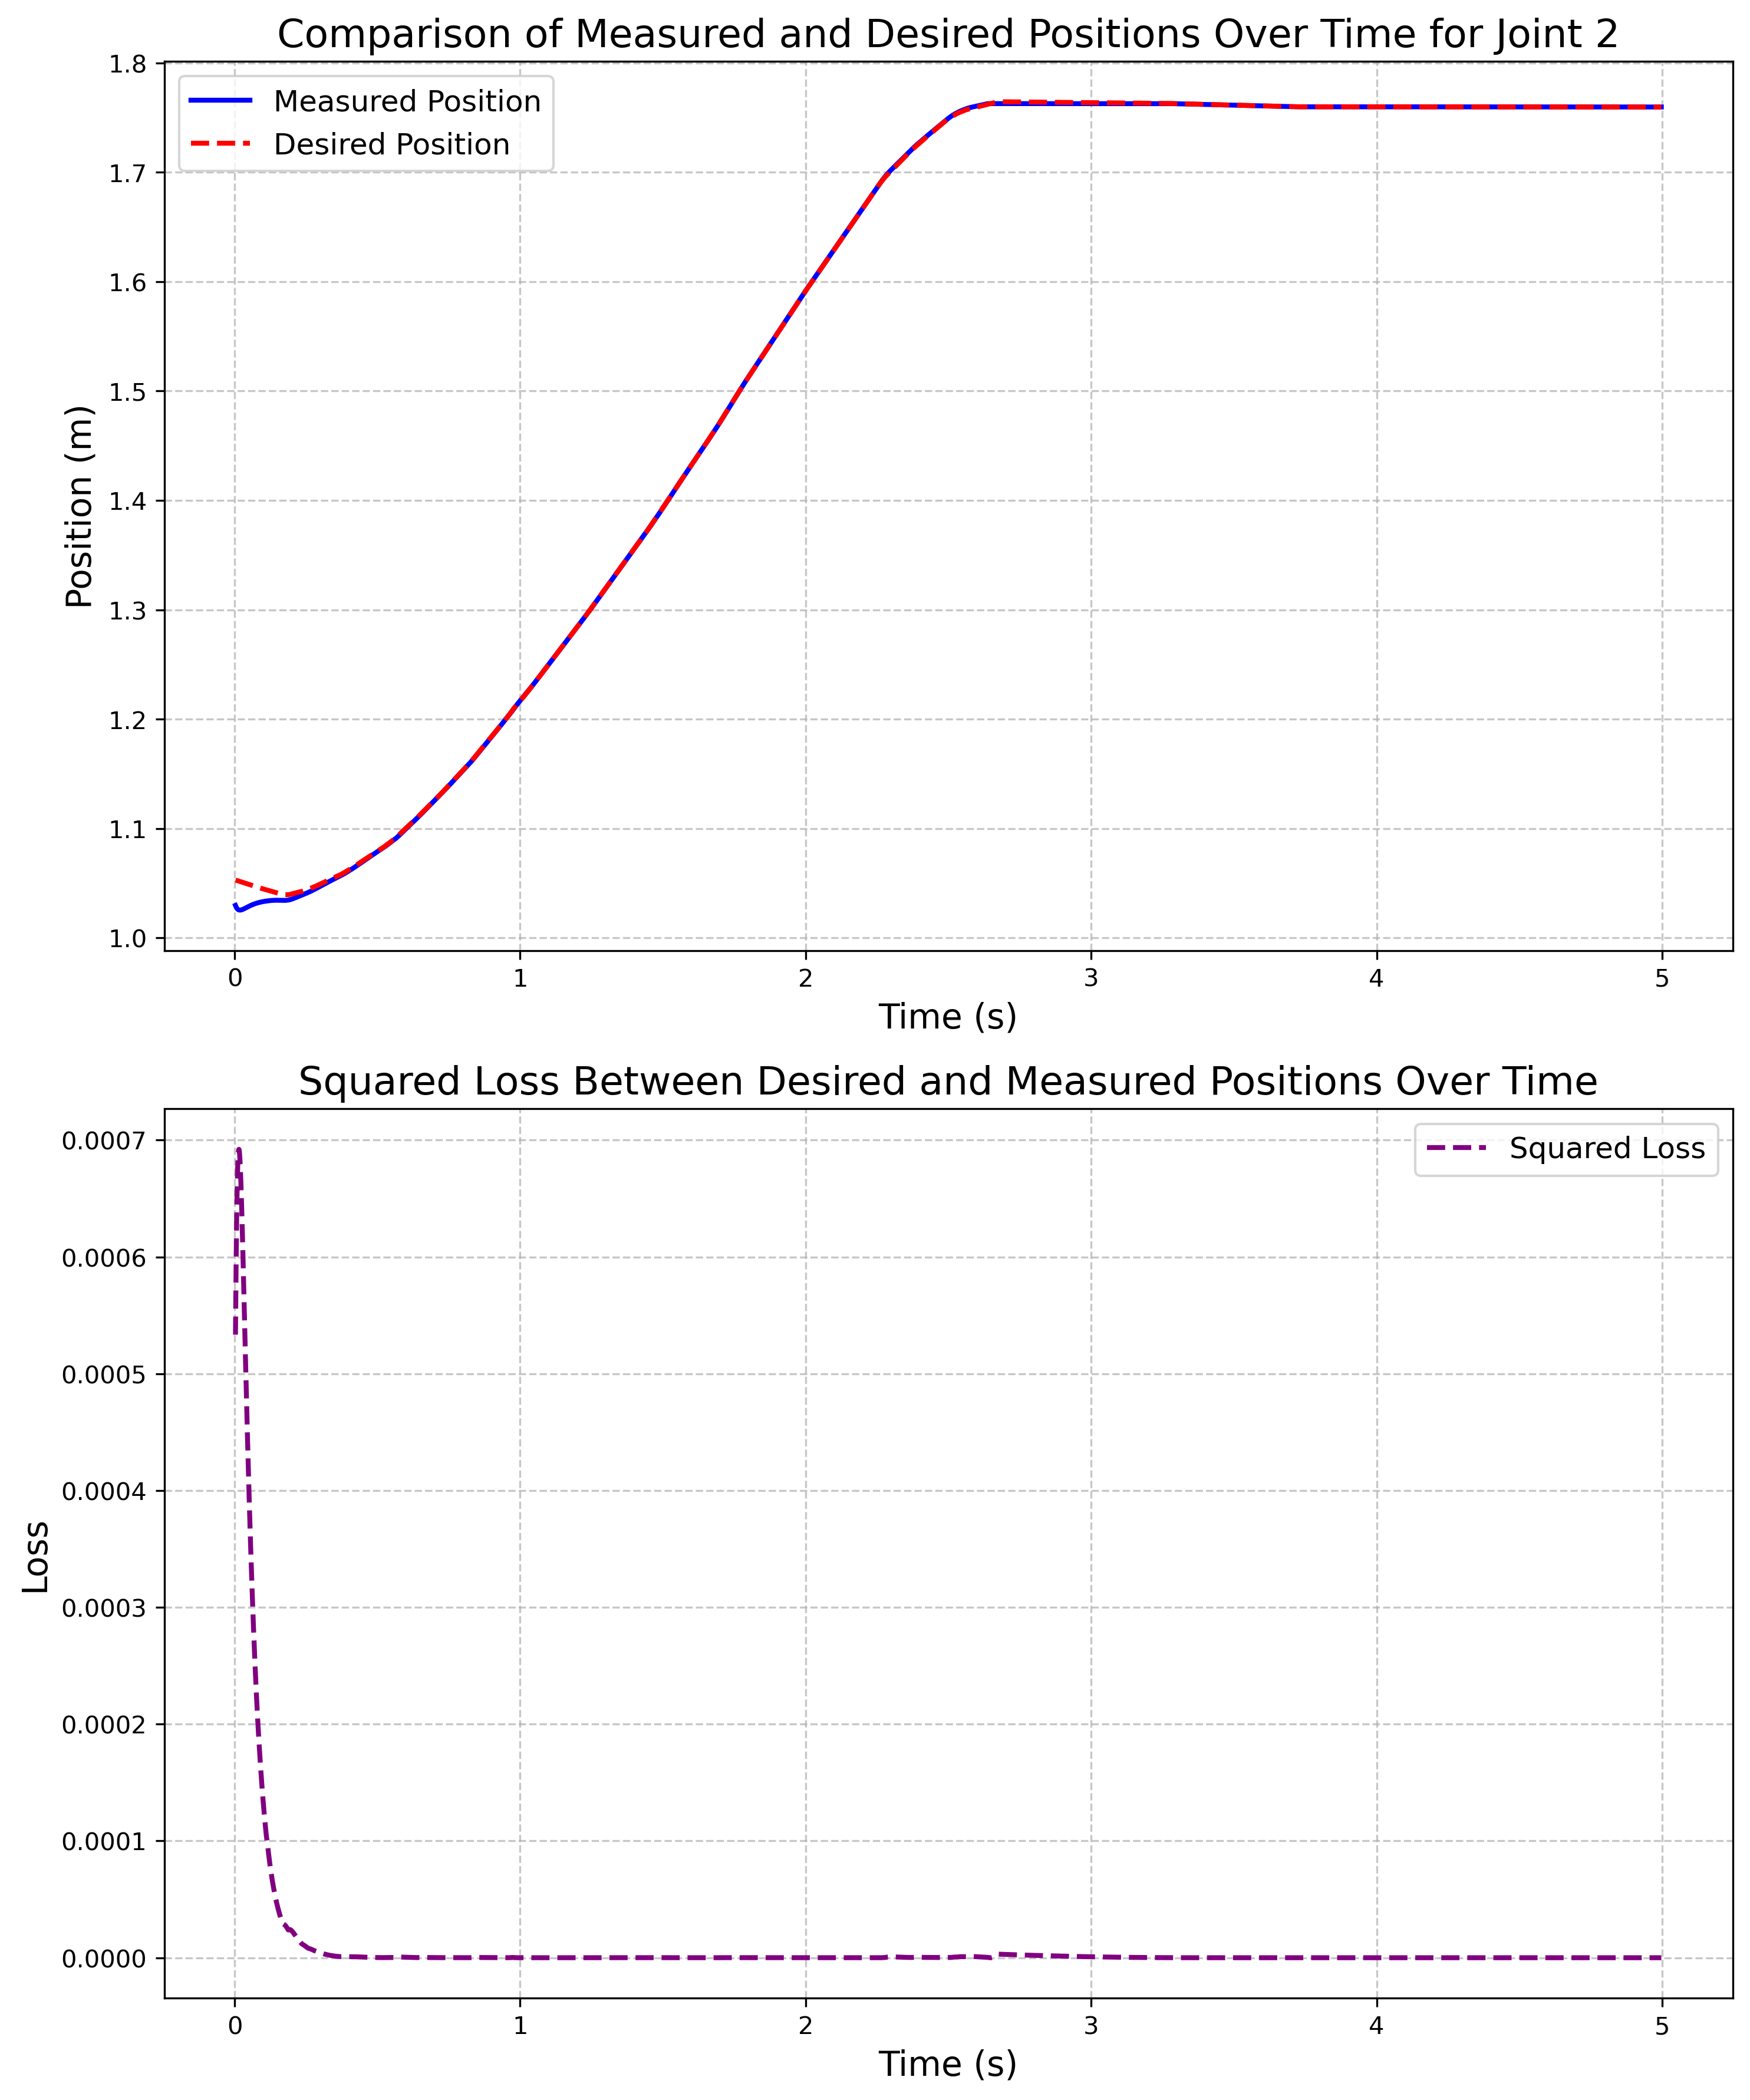 Comparison of Measured and Desired Positions Over Time for Joint 2
Measured Position
Desired Position
Position (m)
1.8
1.7
1.6
1.5
1.4
1.3
1.2
1.1
1.0
0 1 2 3 4 5
Time (s)
Squared Loss Between Desired and Measured Positions Over Time
Squared Loss
Loss
0.0007
0.0006
0.0005
0.0004
0.0003
0.0002
0.0001
0.0000
0 1 2 3 4 5
Time (s)